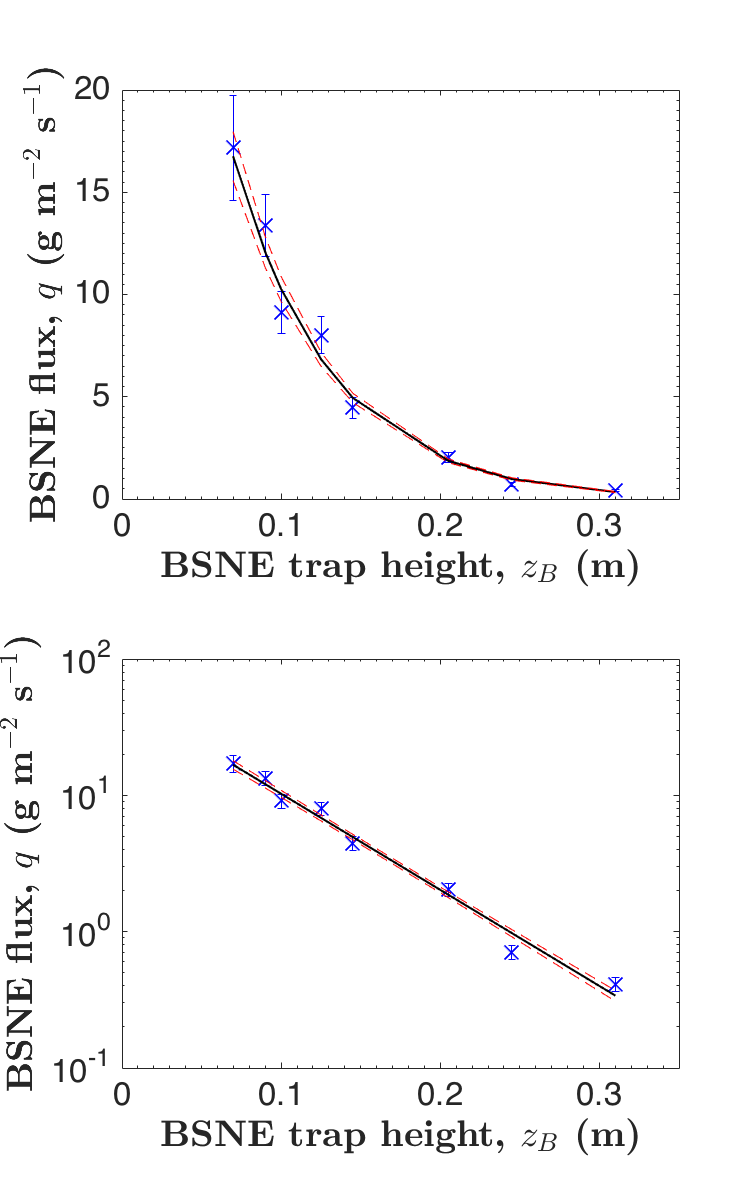 BSNE flux, q (g m⁻² s⁻¹)
20
15
10
5
0
0 0.1 0.2 0.3
BSNE trap height, z_B (m)
BSNE flux, q (g m⁻² s⁻¹)
10²
10¹
10⁰
10⁻¹
0 0.1 0.2 0.3
BSNE trap height, z_B (m)